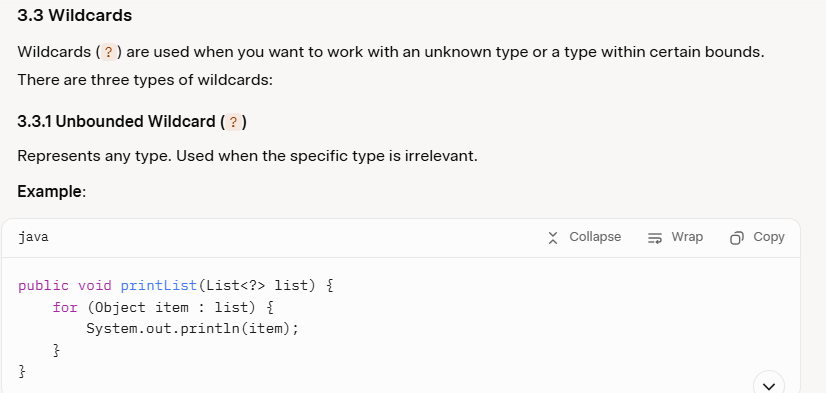 3.3 Wildcards
Wildcards (?) are used when you want to work with an unknown type or a type within certain bounds.
There are three types of wildcards:
3.3.1 Unbounded Wildcard (?)
Represents any type. Used when the specific type is irrelevant.
Example:
java Collapse Wrap Copy
public void printList(List<?> list) {
    for (Object item : list) {
        System.out.println(item);
    }
}